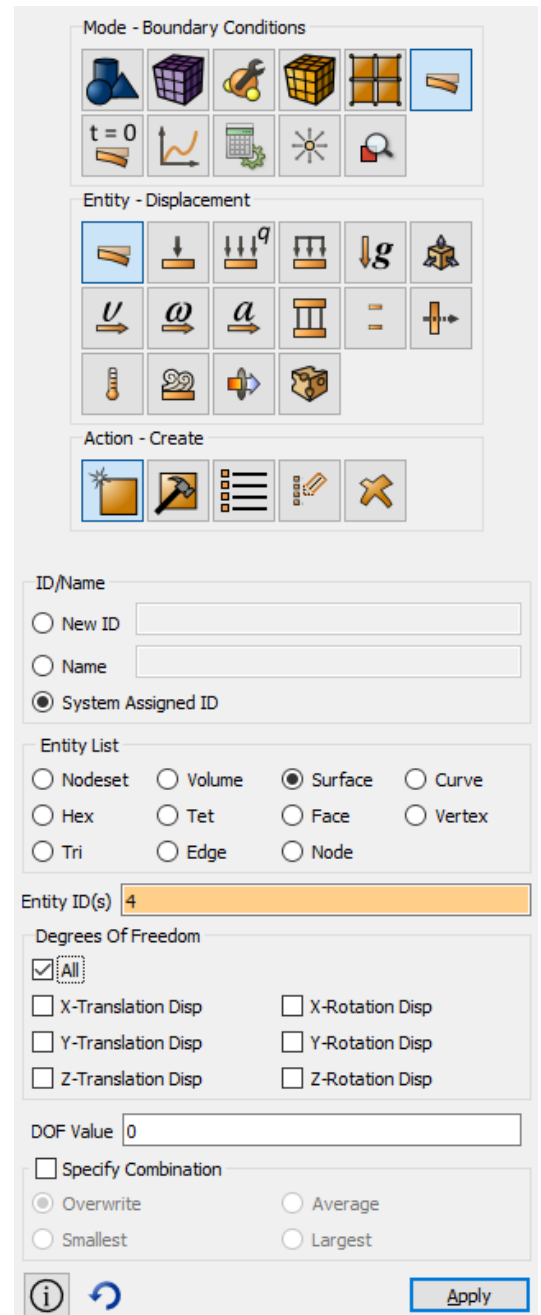 Mode - Boundary Conditions
t = 0
Entity - Displacement
q
g
v ω a
Action - Create
ID/Name
New ID
Name
System Assigned ID
Entity List
Nodeset Volume Surface Curve
Hex Tet Face Vertex
Tri Edge Node
Entity ID(s) 4
Degrees Of Freedom
All
X-Translation Disp X-Rotation Disp
Y-Translation Disp Y-Rotation Disp
Z-Translation Disp Z-Rotation Disp
DOF Value 0
Specify Combination
Overwrite Average
Smallest Largest
i Apply